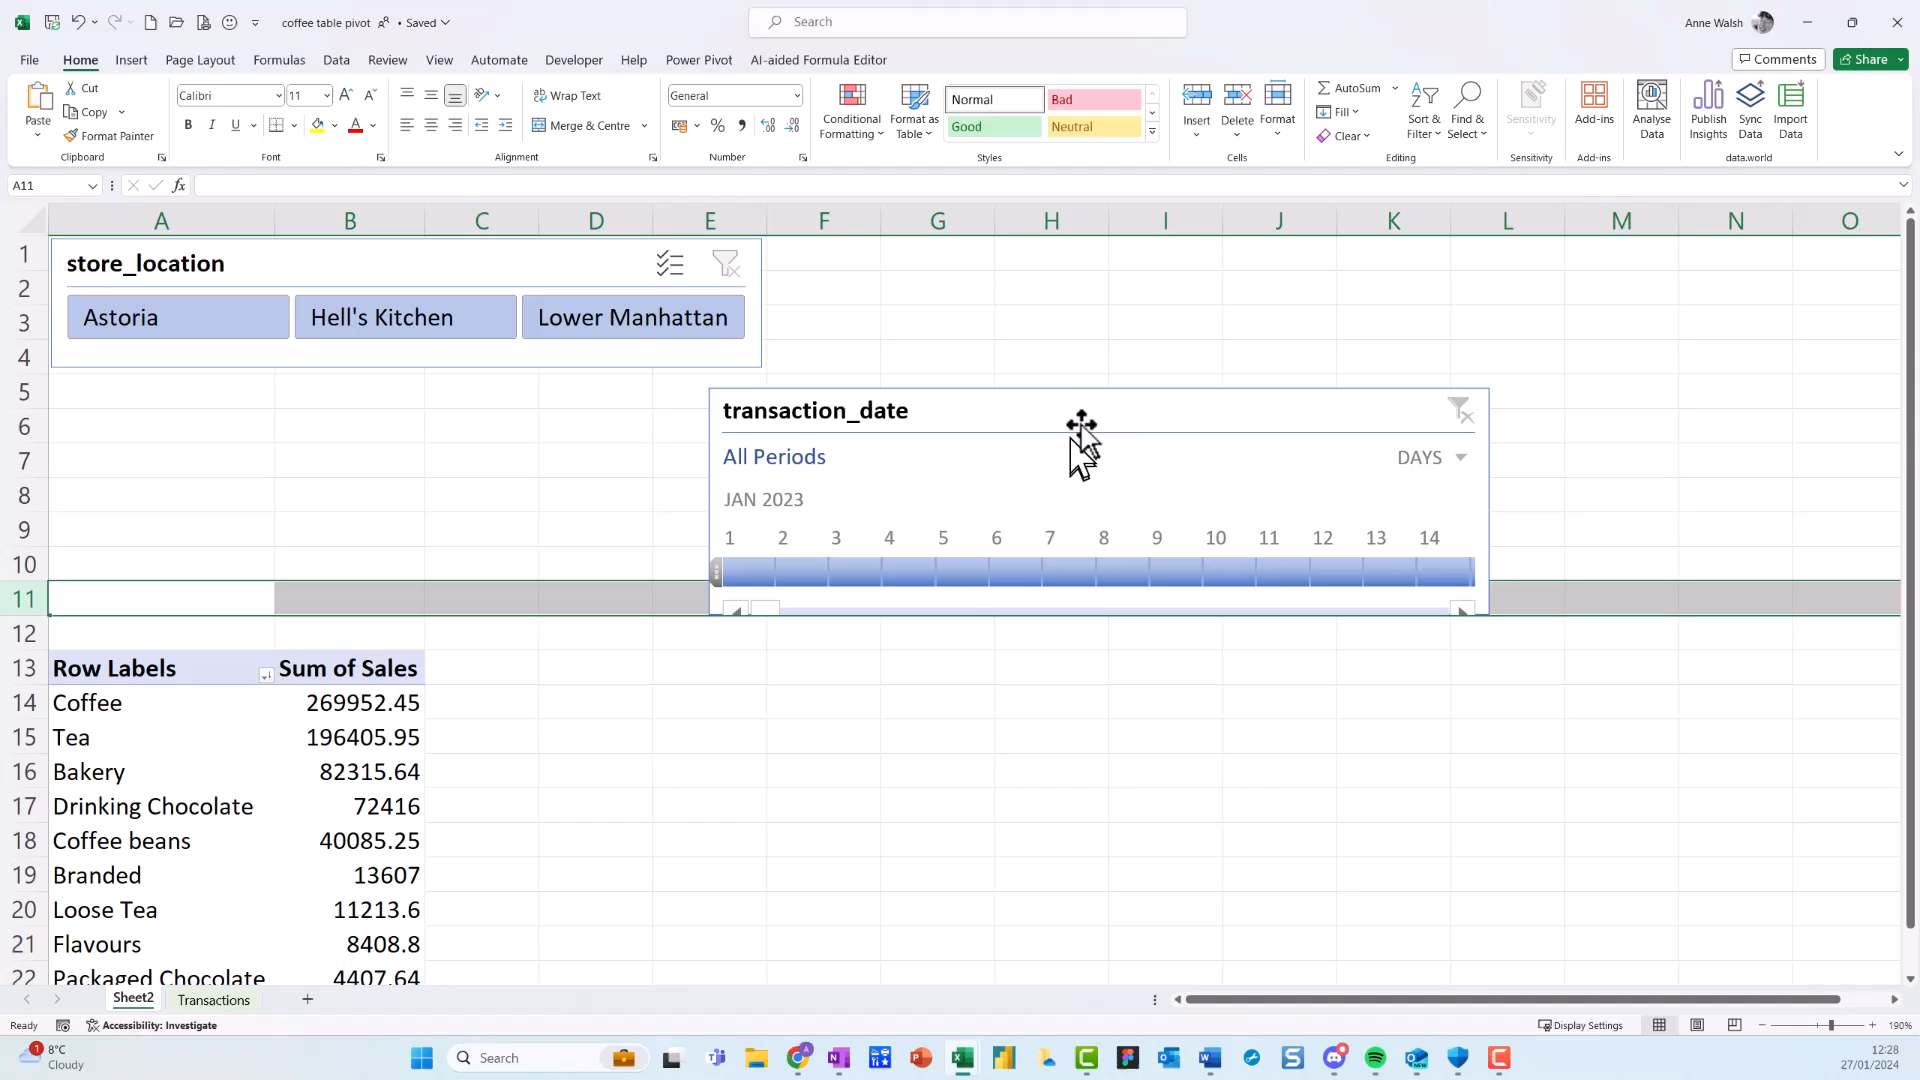 coffee table pivot • Saved
Search
Anne Walsh
File Home Insert Page Layout Formulas Data Review View Automate Developer Help Power Pivot AI-aided Formula Editor
Comments Share
Paste
Cut
Copy
Format Painter
Clipboard
Calibri 11
B I U
Font
Wrap Text
Merge & Centre
Alignment
General
%
Number
Conditional Formatting
Format as Table
Normal Bad
Good Neutral
Styles
Insert Delete Format
Cells
AutoSum
Fill
Clear
Sort & Filter
Find & Select
Editing
Sensitivity
Sensitivity
Add-ins
Add-ins
Analyse Data
Publish Insights
Sync Data
Import Data
data.world
A11 fx
A B C D E F G H I J K L M N O
1
2
3
4
5
6
7
8
9
10
11
12
store_location
Astoria Hell's Kitchen Lower Manhattan
transaction_date
All Periods DAYS
JAN 2023
1 2 3 4 5 6 7 8 9 10 11 12 13 14
13 Row Labels Sum of Sales
14 Coffee 269952.45
15 Tea 196405.95
16 Bakery 82315.64
17 Drinking Chocolate 72416
18 Coffee beans 40085.25
19 Branded 13607
20 Loose Tea 11213.6
21 Flavours 8408.8
22 Packaged Chocolate 4407.64
Sheet2 Transactions +
Ready Accessibility: Investigate
Display Settings 190%
1 8°C
Cloudy
Search
12:28
27/01/2024